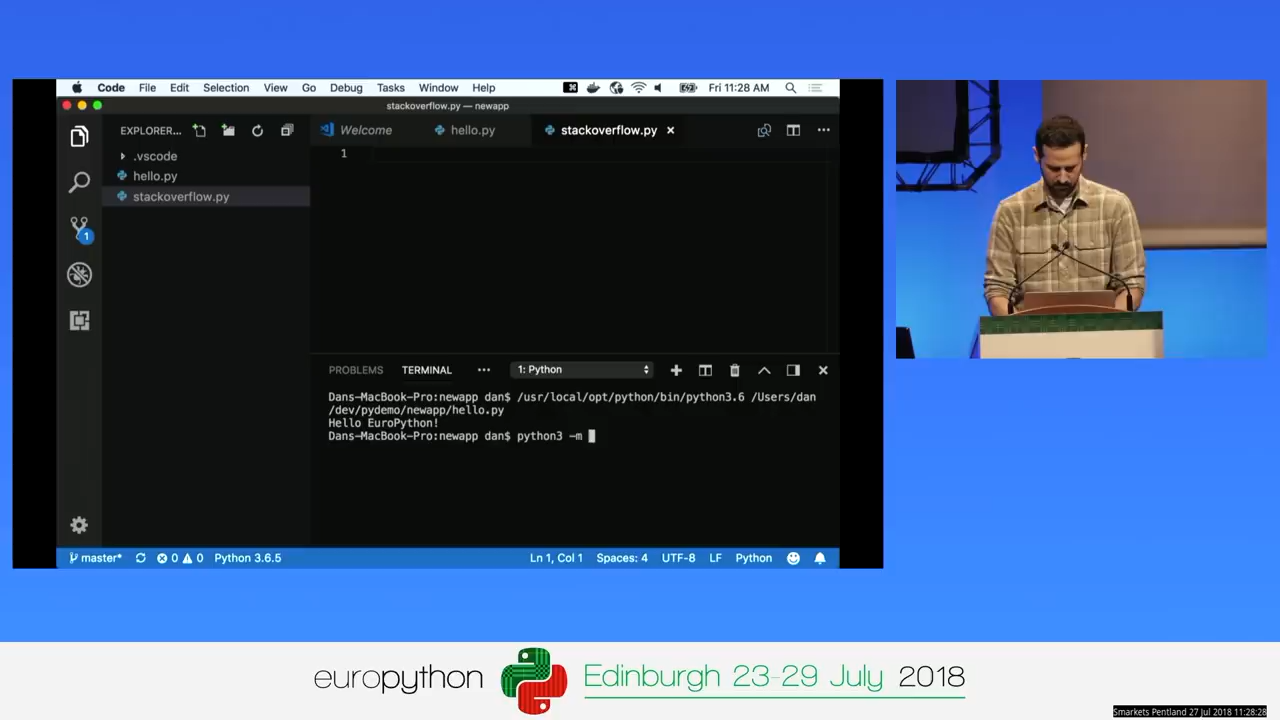 Code File Edit Selection View Go Debug Tasks Window Help Fri 11:28 AM
stackoverflow.py — newapp
EXPLORER... Welcome hello.py stackoverflow.py
.vscode
hello.py
stackoverflow.py
1
1
PROBLEMS TERMINAL ... 1: Python
Dans-MacBook-Pro:newapp dan$ /usr/local/opt/python/bin/python3.6 /Users/dan
/dev/pydemo/newapp/hello.py
Hello EuroPython!
Dans-MacBook-Pro:newapp dan$ python3 -m
master* 0 0 Python 3.6.5 Ln 1, Col 1 Spaces: 4 UTF-8 LF Python
europython Edinburgh 23-29 July 2018
Smarkets Pentland 27 Jul 2018 11:28:28